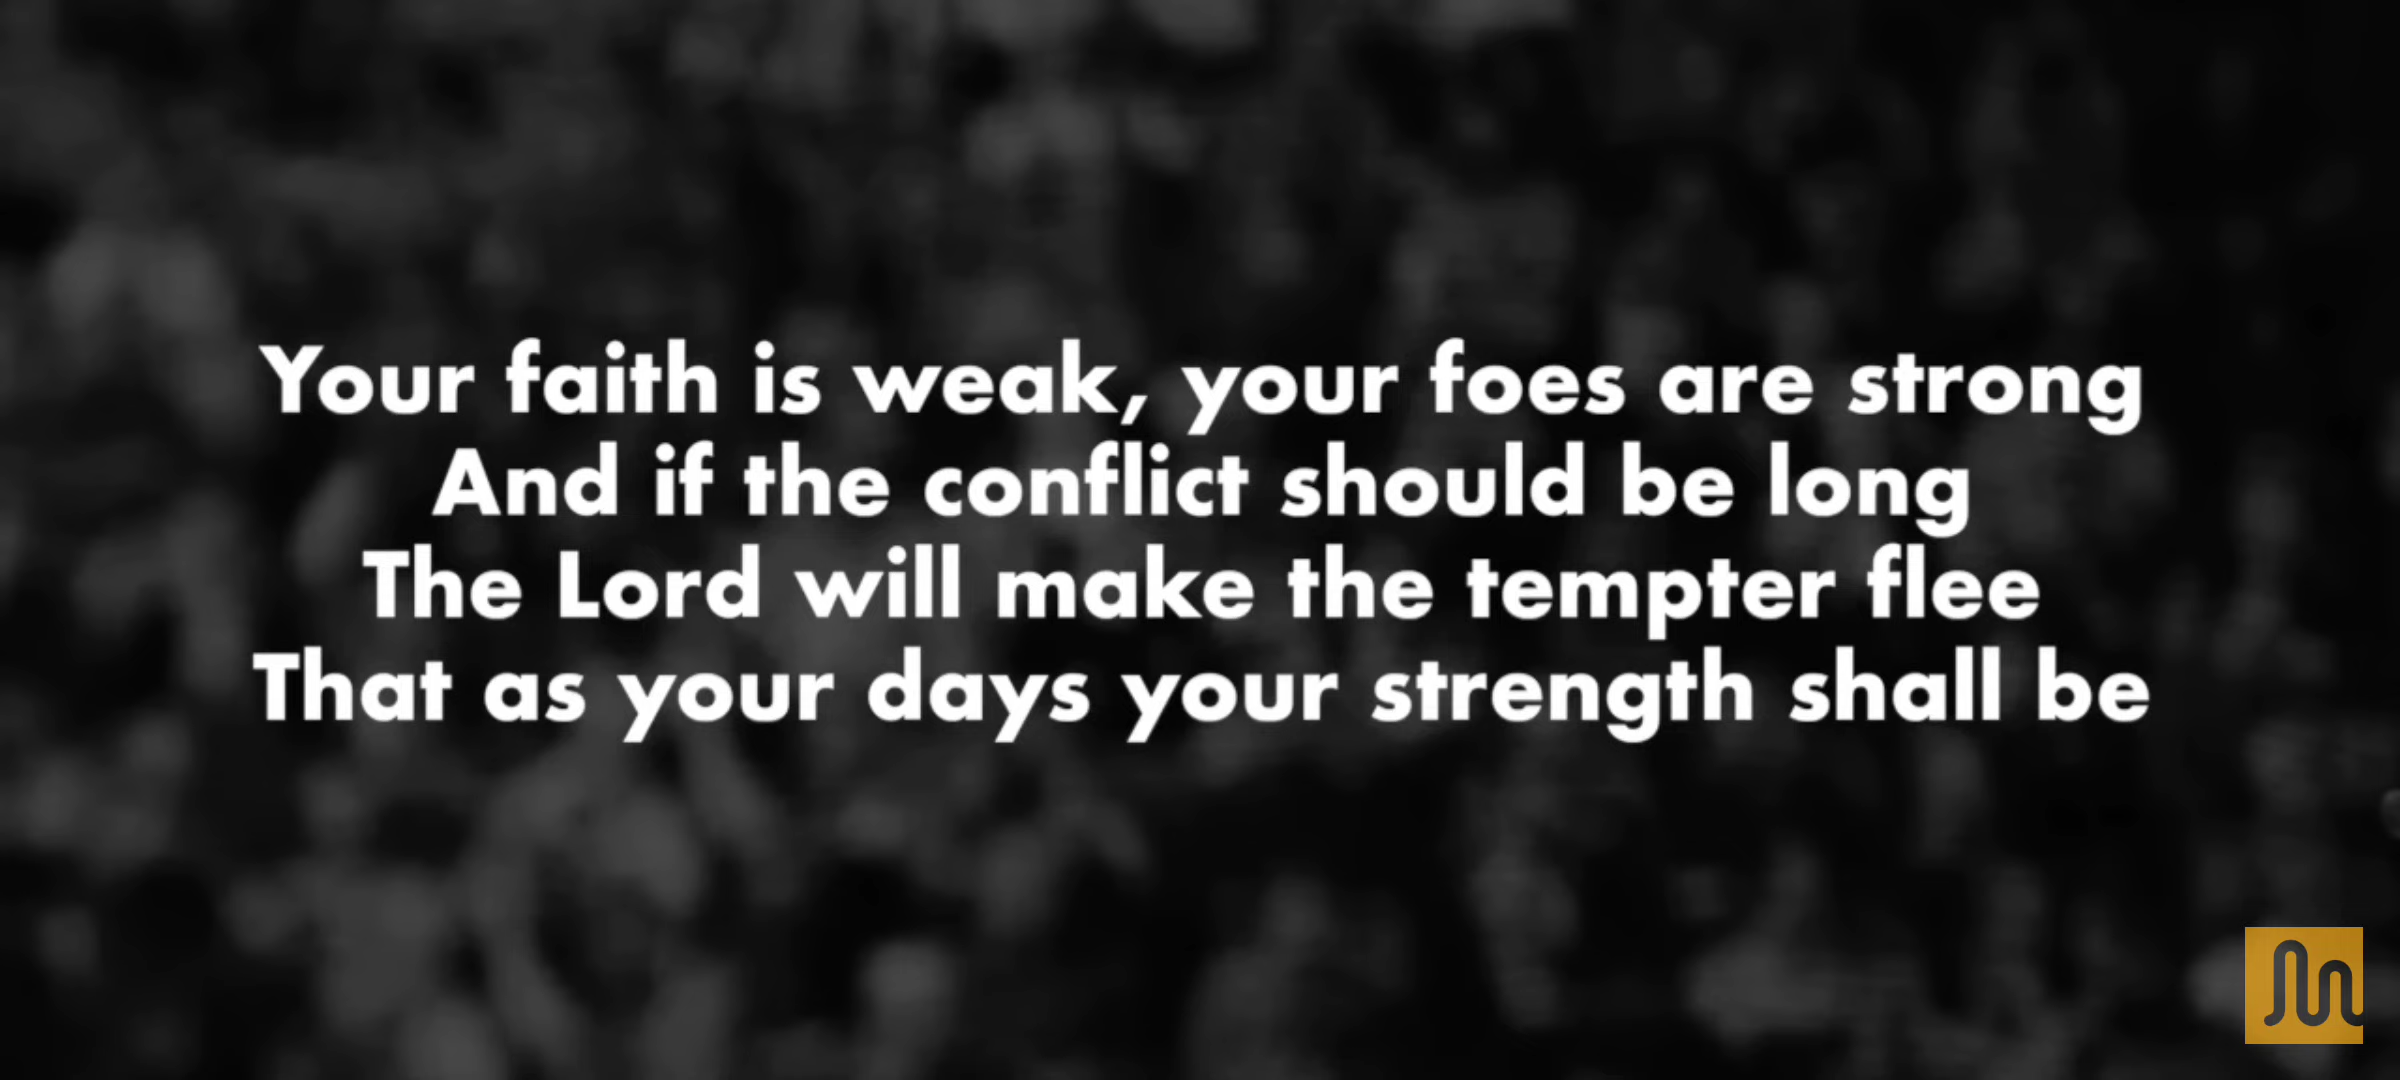 Your faith is weak, your foes are strong
And if the conflict should be long
The Lord will make the tempter flee
That as your days your strength shall be